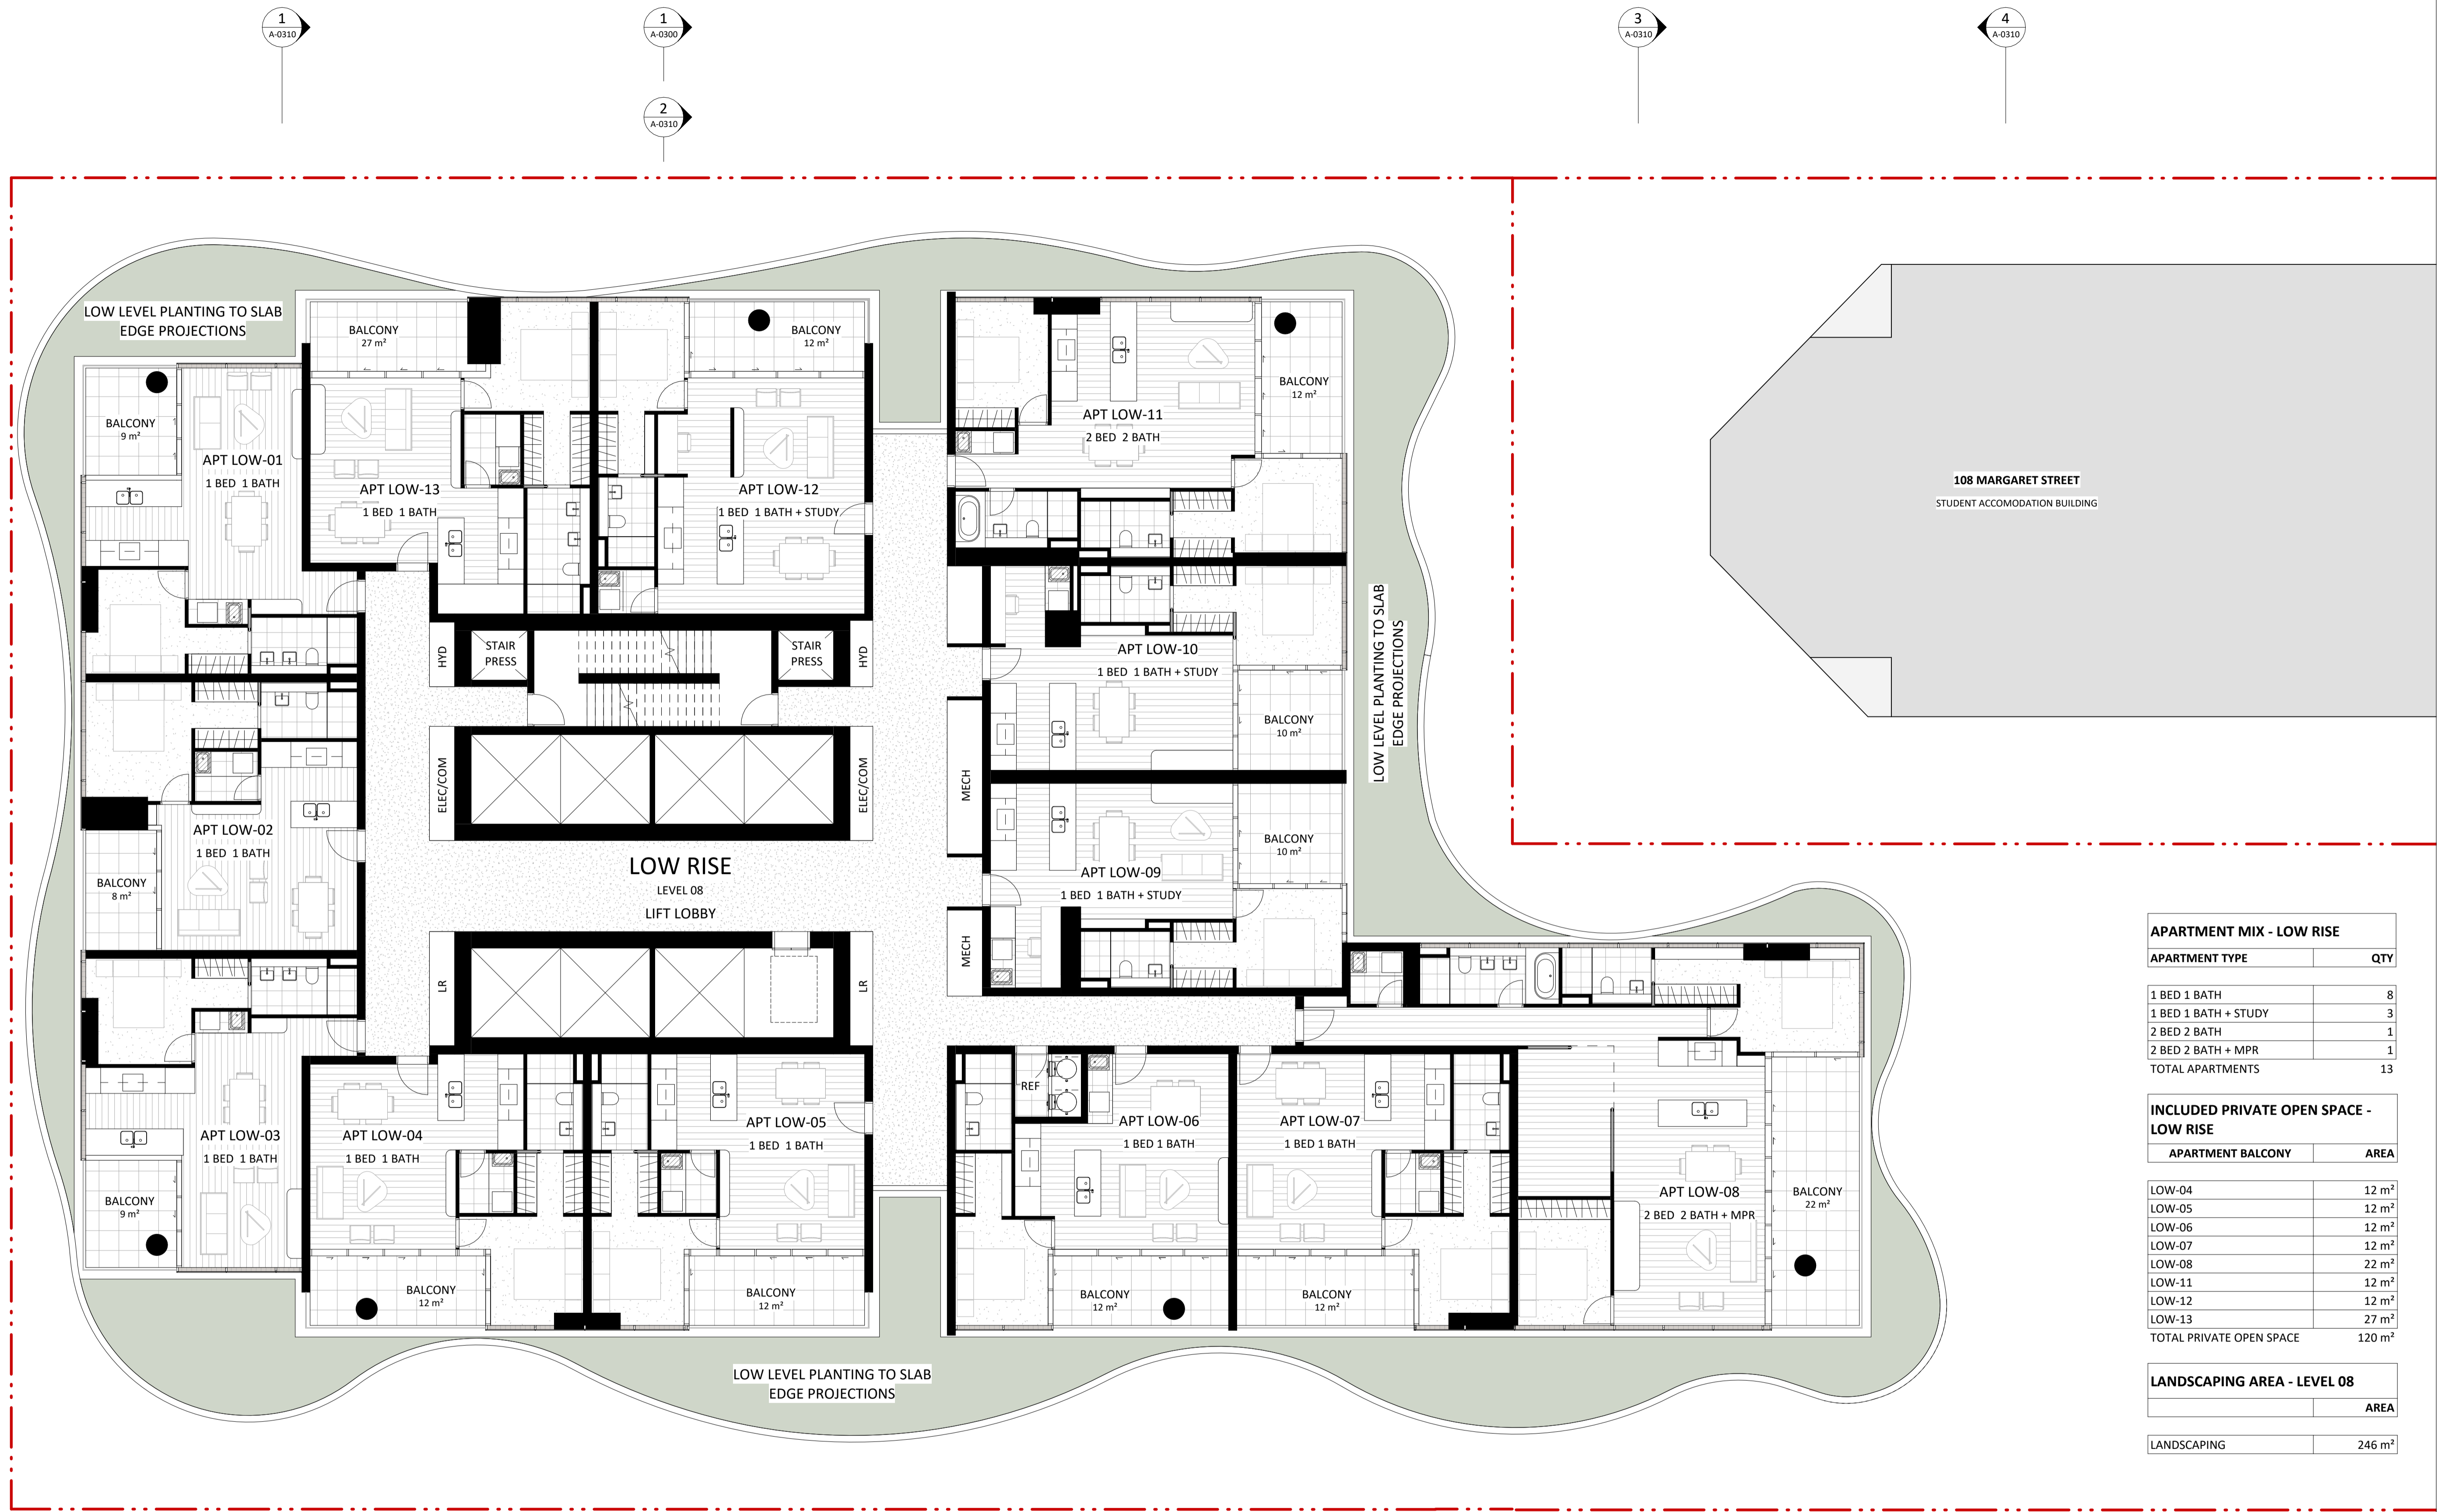 1
A-0310
1
A-0300
2
A-0310
3
A-0310
4
A-0310
LOW LEVEL PLANTING TO SLAB
EDGE PROJECTIONS
BALCONY
27 m²
BALCONY
12 m²
BALCONY
12 m²
BALCONY
9 m²
APT LOW-01
1 BED 1 BATH
APT LOW-13
1 BED 1 BATH
APT LOW-12
1 BED 1 BATH + STUDY
APT LOW-11
2 BED 2 BATH
108 MARGARET STREET
STUDENT ACCOMODATION BUILDING
HYD
STAIR
PRESS
STAIR
PRESS
HYD
APT LOW-10
1 BED 1 BATH + STUDY
BALCONY
10 m²
LOW LEVEL PLANTING TO SLAB
EDGE PROJECTIONS
ELEC/COM
ELEC/COM
MECH
APT LOW-02
1 BED 1 BATH
BALCONY
8 m²
LOW RISE
LEVEL 08
LIFT LOBBY
BALCONY
10 m²
APT LOW-09
1 BED 1 BATH + STUDY
MECH
LR
LR
REF
APT LOW-03
1 BED 1 BATH
BALCONY
9 m²
APT LOW-04
1 BED 1 BATH
BALCONY
12 m²
APT LOW-05
1 BED 1 BATH
BALCONY
12 m²
APT LOW-06
1 BED 1 BATH
BALCONY
12 m²
APT LOW-07
1 BED 1 BATH
BALCONY
12 m²
APT LOW-08
2 BED 2 BATH + MPR
BALCONY
22 m²
LOW LEVEL PLANTING TO SLAB
EDGE PROJECTIONS
APARTMENT MIX - LOW RISE
APARTMENT TYPE QTY
1 BED 1 BATH 8
1 BED 1 BATH + STUDY 3
2 BED 2 BATH 1
2 BED 2 BATH + MPR 1
TOTAL APARTMENTS 13
INCLUDED PRIVATE OPEN SPACE -
LOW RISE
APARTMENT BALCONY AREA
LOW-04 12 m²
LOW-05 12 m²
LOW-06 12 m²
LOW-07 12 m²
LOW-08 22 m²
LOW-11 12 m²
LOW-12 12 m²
LOW-13 27 m²
TOTAL PRIVATE OPEN SPACE 120 m²
LANDSCAPING AREA - LEVEL 08
AREA
LANDSCAPING 246 m²